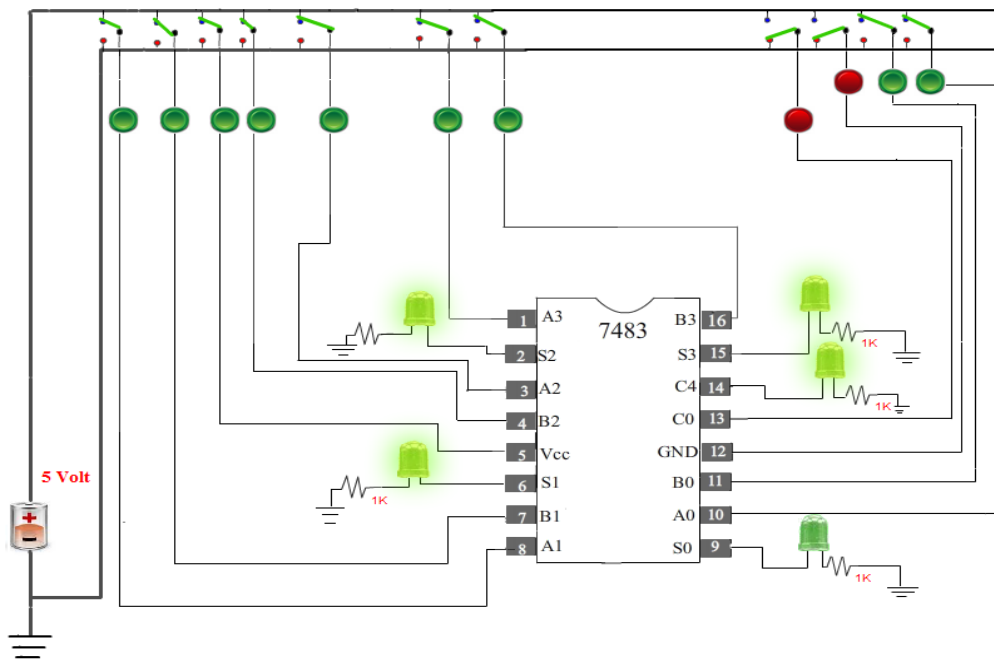 5 Volt
7483
1 A3
2 S2
3 A2
4 B2
5 Vcc
6 S1
7 B1
8 A1
B3 16
S3 15
C4 14
C0 13
GND 12
B0 11
A0 10
S0 9
1K
1K
1K
1K